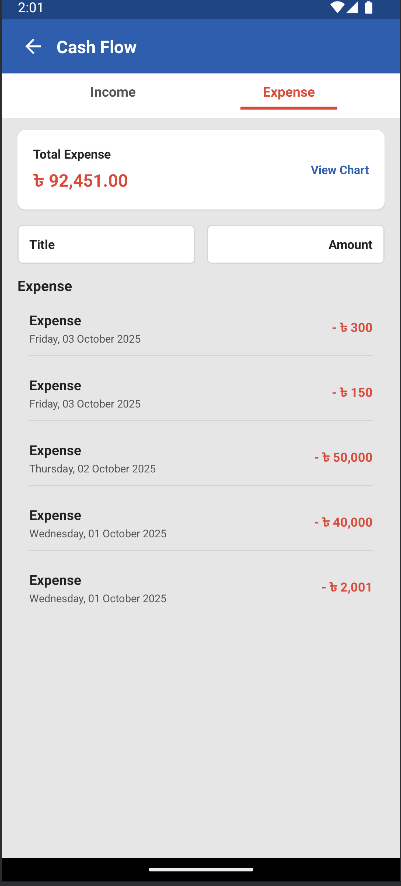 2:01
Cash Flow
Income Expense
Total Expense
৳ 92,451.00
View Chart
Title Amount
Expense
Expense
Friday, 03 October 2025
- ৳ 300
Expense
Friday, 03 October 2025
- ৳ 150
Expense
Thursday, 02 October 2025
- ৳ 50,000
Expense
Wednesday, 01 October 2025
- ৳ 40,000
Expense
Wednesday, 01 October 2025
- ৳ 2,001